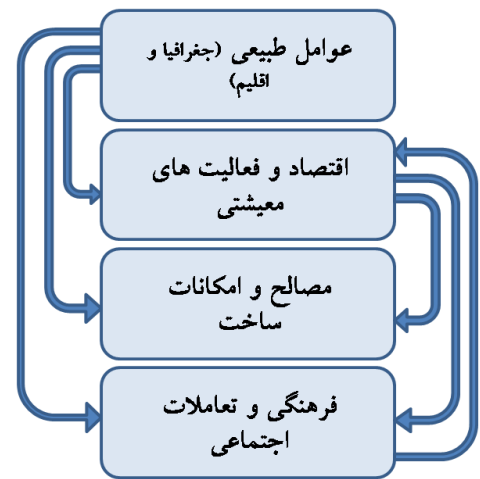 عوامل طبیعی (جغرافیا و
اقلیم)
اقتصاد و فعالیت های
معیشتی
مصالح و امکانات
ساخت
فرهنگی و تعاملات
اجتماعی